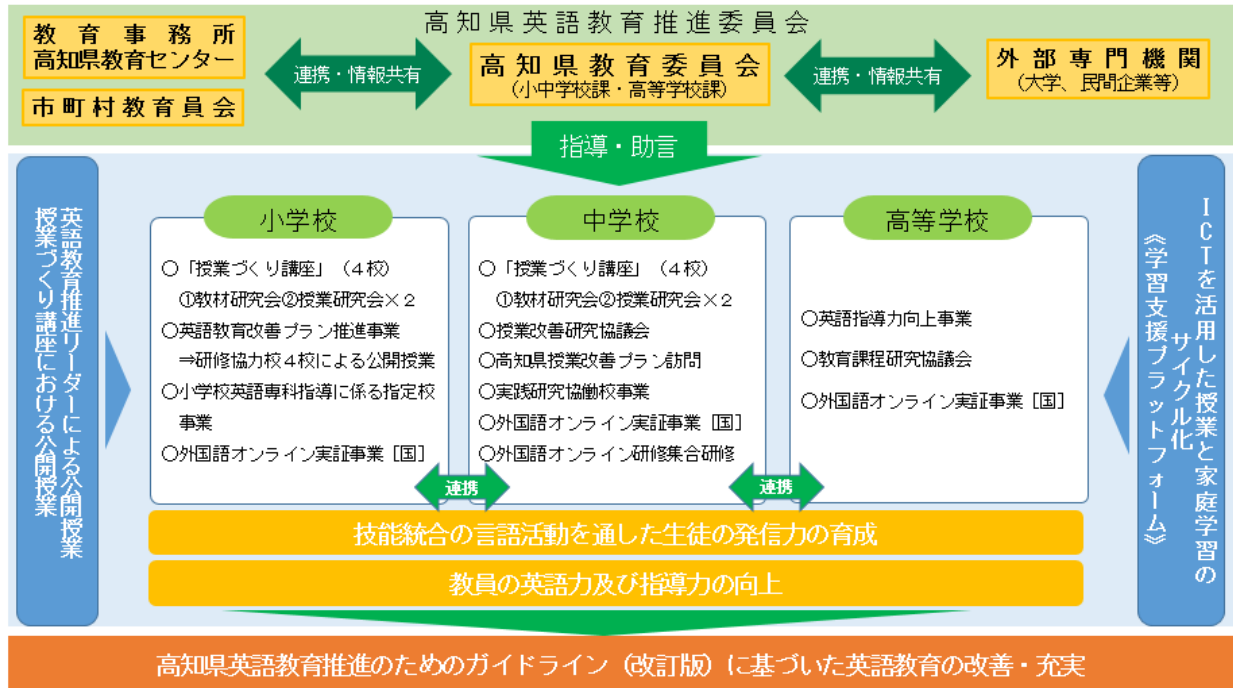 高知県英語教育推進委員会
教育事務所
高知県教育センター
市町村教育員会
連携・情報共有
高知県教育委員会
(小中学校課・高等学校課)
連携・情報共有
外部専門機関
(大学、民間企業等)
指導・助言
英語教育推進リーダーによる公開授業
授業づくり講座における公開授業
小学校
○「授業づくり講座」（４校）
①教材研究会②授業研究会×２
○英語教育改善プラン推進事業
⇒研修協力校４校による公開授業
○小学校英語専科指導に係る指定校
事業
○外国語オンライン実証事業［国］
中学校
○「授業づくり講座」（４校）
①教材研究会②授業研究会×２
○授業改善研究協議会
○高知県授業改善プラン訪問
○実践研究協働校事業
○外国語オンライン実証事業［国］
○外国語オンライン研修集合研修
高等学校
○英語指導力向上事業
○教育課程研究協議会
○外国語オンライン実証事業［国］
連携
連携
ＩＣＴを活用した授業と家庭学習の
サイクル化
《学習支援プラットフォーム》
技能統合の言語活動を通した生徒の発信力の育成
教員の英語力及び指導力の向上
高知県英語教育推進のためのガイドライン（改訂版）に基づいた英語教育の改善・充実